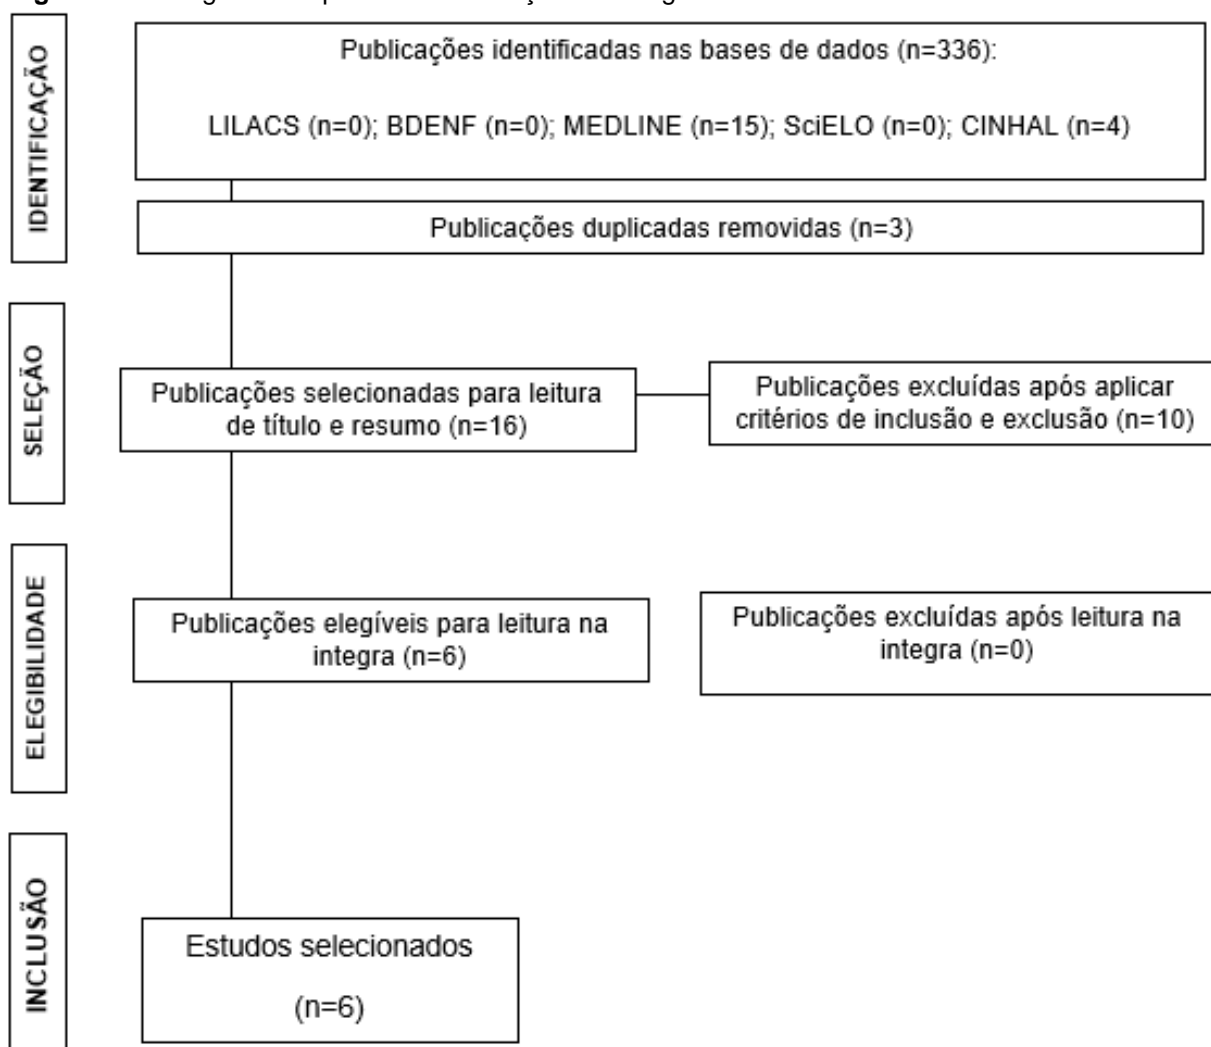 IDENTIFICAÇÃO
Publicações identificadas nas bases de dados (n=336):
LILACS (n=0); BDENF (n=0); MEDLINE (n=15); SciELO (n=0); CINHAL (n=4)
Publicações duplicadas removidas (n=3)
SELEÇÃO
Publicações selecionadas para leitura
de título e resumo (n=16)
Publicações excluídas após aplicar
critérios de inclusão e exclusão (n=10)
ELEGIBILIDADE
Publicações elegíveis para leitura na
integra (n=6)
Publicações excluídas após leitura na
integra (n=0)
INCLUSÃO
Estudos selecionados
(n=6)